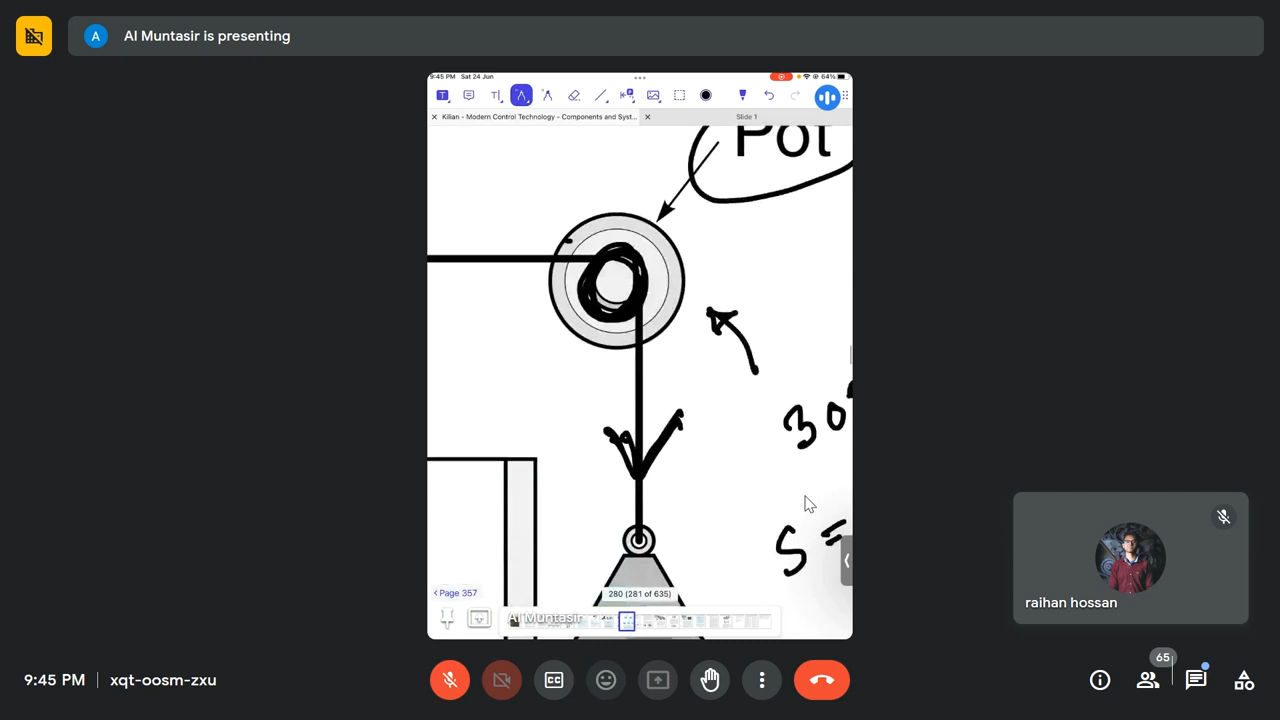 A Al Muntasir is presenting
9:45 PM Sat 24 Jun
64%
T T A A
Kilian - Modern Control Technology - Components and Syst...
Slide 1
Pot
30
S =
Page 357
280 (281 of 635)
Al Muntasir
raihan hossan
9:45 PM | xqt-oosm-zxu
CC
65